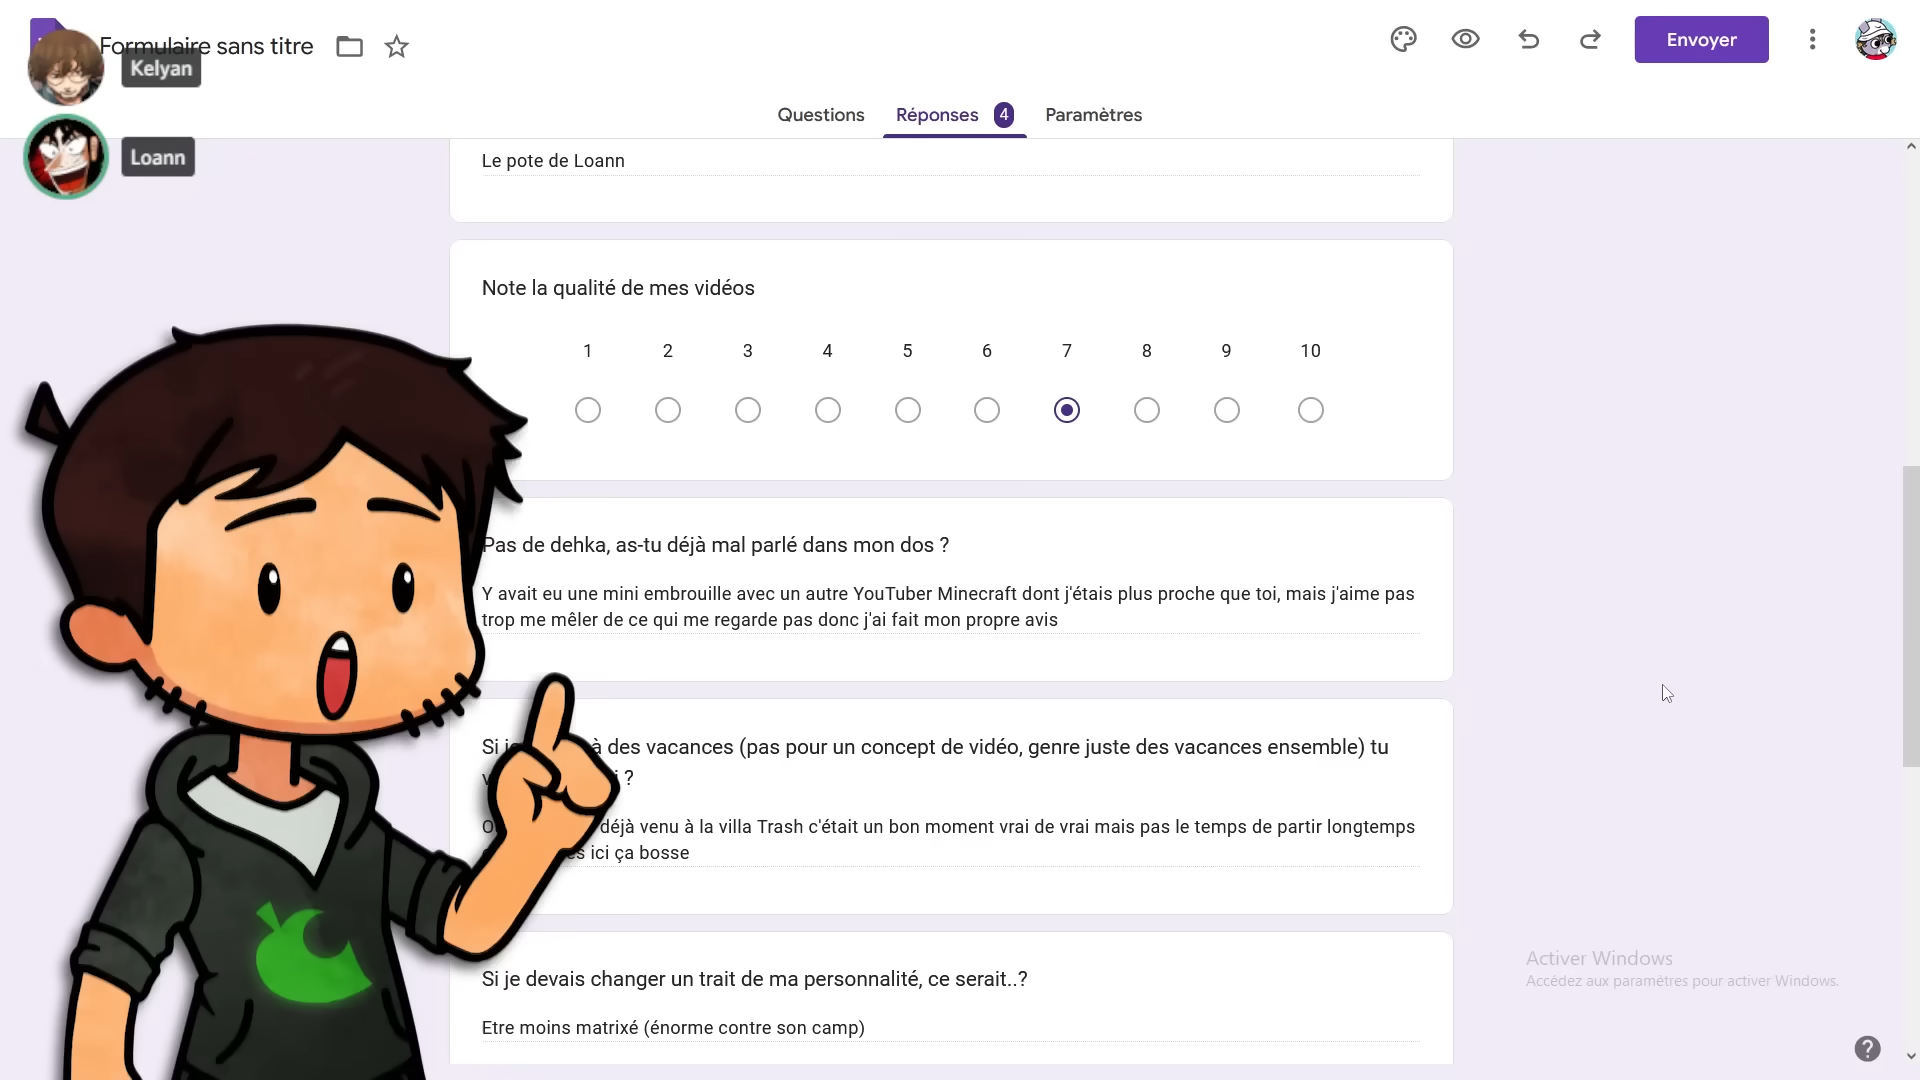 Formulaire sans titre
Kelyan
Loann
Envoyer
Questions
Réponses 4
Paramètres
Le pote de Loann
Note la qualité de mes vidéos
1 2 3 4 5 6 7 8 9 10
Pas de dehka, as-tu déjà mal parlé dans mon dos ?
Y avait eu une mini embrouille avec un autre YouTuber Minecraft dont j'étais plus proche que toi, mais j'aime pas
trop me mêler de ce qui me regarde pas donc j'ai fait mon propre avis
Si à des vacances (pas pour un concept de vidéo, genre juste des vacances ensemble) tu
?
déjà venu à la villa Trash c'était un bon moment vrai de vrai mais pas le temps de partir longtemps
ici ça bosse
Si je devais changer un trait de ma personnalité, ce serait..?
Etre moins matrixé (énorme contre son camp)
Activer Windows
Accédez aux paramètres pour activer Windows.